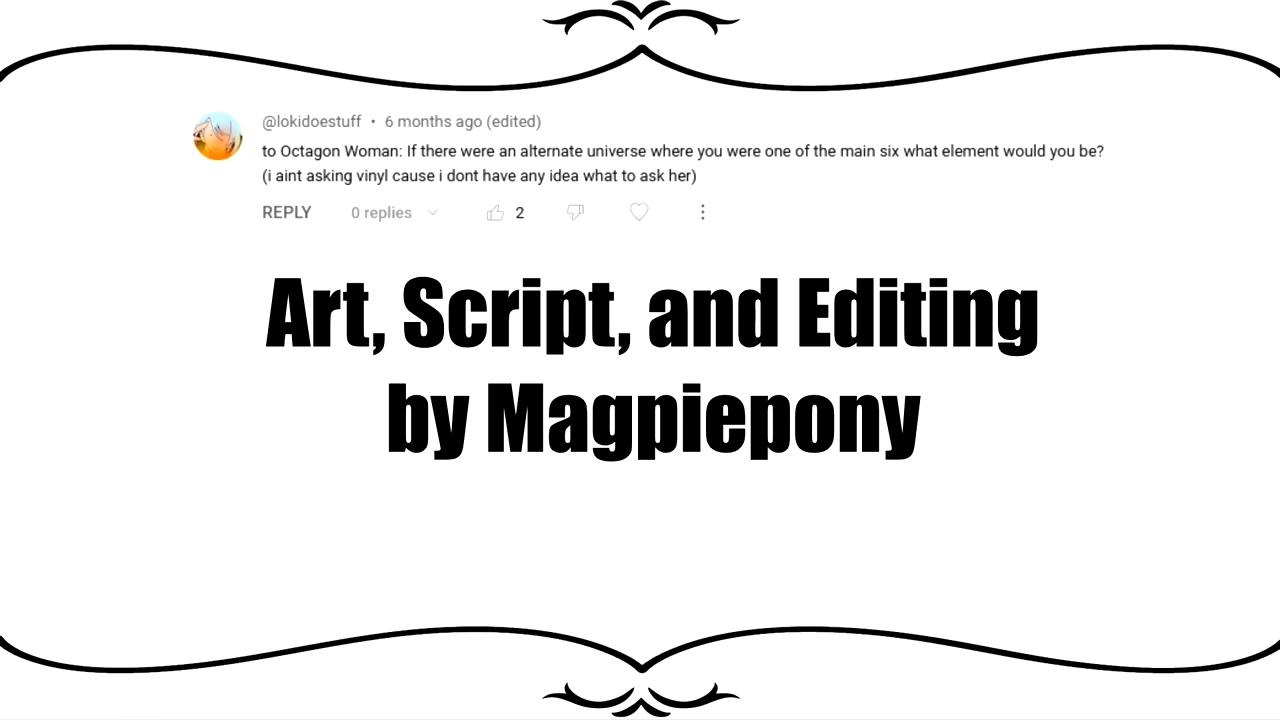 @lokidoestuff • 6 months ago (edited)
to Octagon Woman: If there were an alternate universe where you were one of the main six what element would you be?
(i aint asking vinyl cause i dont have any idea what to ask her)
REPLY 0 replies 2
Art, Script, and Editing
by Magpiepony